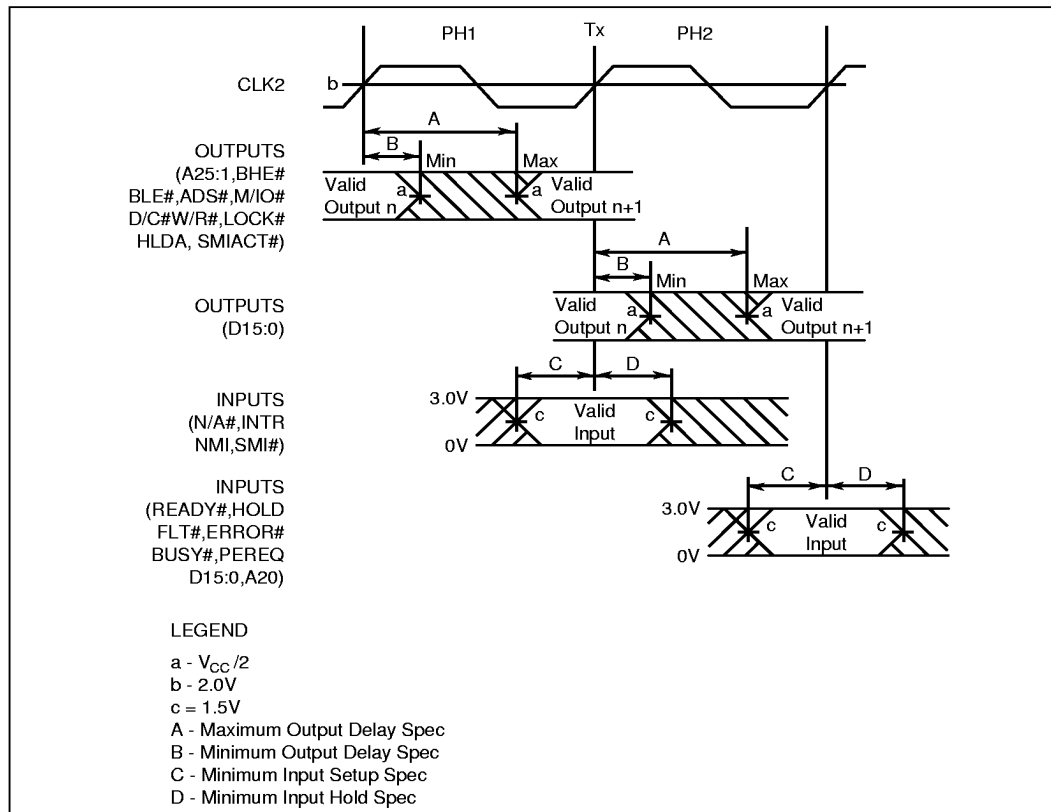 PH1 Tx PH2
CLK2 b
A
B
Min Max
OUTPUTS
(A25:1,BHE#
BLE#,ADS#,M/IO#
D/C#W/R#,LOCK#
HLDA, SMIACT#)
Valid
Output n
a a
Valid
Output n+1
A
B
Min Max
OUTPUTS
(D15:0)
Valid
Output n
a a
Valid
Output n+1
C D
INPUTS
(N/A#,INTR
NMI,SMI#)
3.0V
0V
c c
Valid
Input
C D
INPUTS
(READY#,HOLD
FLT#,ERROR#
BUSY#,PEREQ
D15:0,A20)
3.0V
0V
c c
Valid
Input
LEGEND
a - VCC /2
b - 2.0V
c = 1.5V
A - Maximum Output Delay Spec
B - Minimum Output Delay Spec
C - Minimum Input Setup Spec
D - Minimum Input Hold Spec